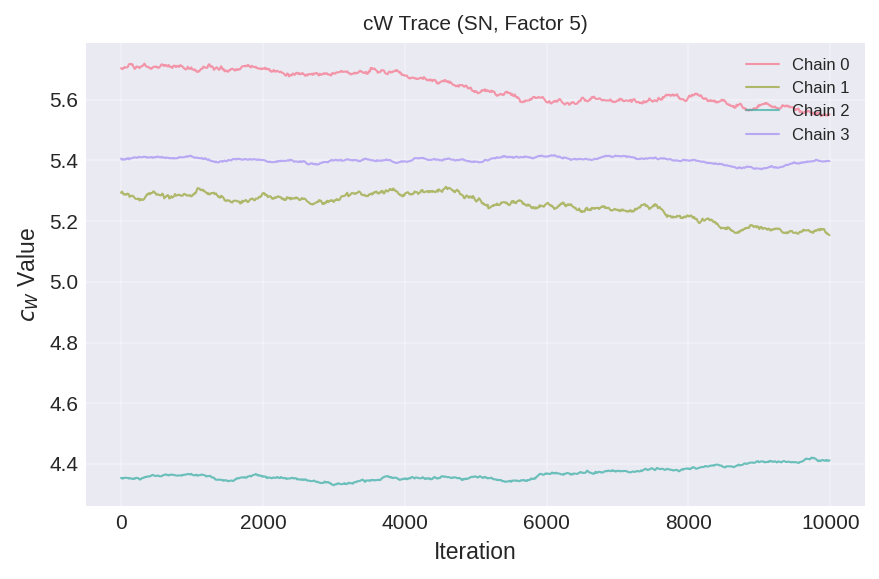 cW Trace (SN, Factor 5)
Chain 0
Chain 1
Chain 2
Chain 3
5.6
5.4
5.2
5.0
4.8
4.6
4.4
cW Value
0 2000 4000 6000 8000 10000
Iteration